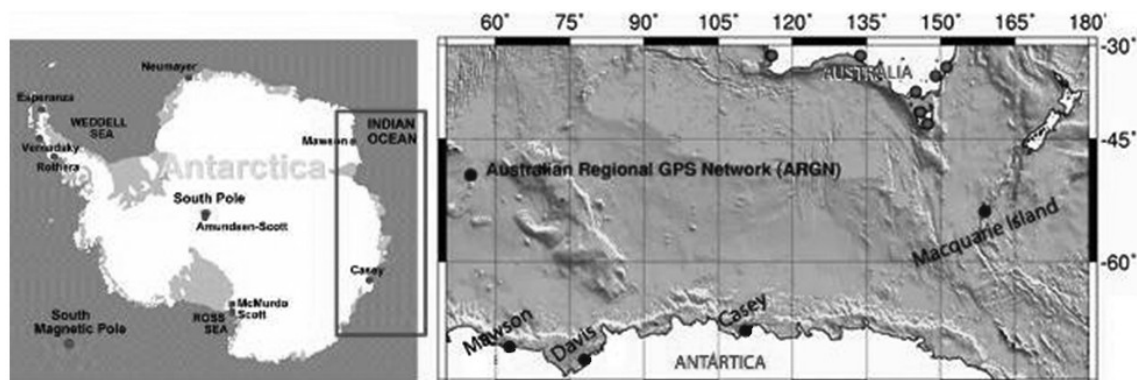 Neumayer
Esperanza
WEDDELL
SEA
Vernadsky
Rothera
Mawson
INDIAN
OCEAN
Antarctica
South Pole
Amundsen-Scott
Casey
McMurdo
Scott
ROSS
SEA
South
Magnetic Pole
60° 75° 90° 105° 120° 135° 150° 165° 180°
-30°
AUSTRALIA
-45°
Australian Regional GPS Network (ARGN)
Macquarie Island
-60°
Mawson
Davis
Casey
ANTÁRTICA